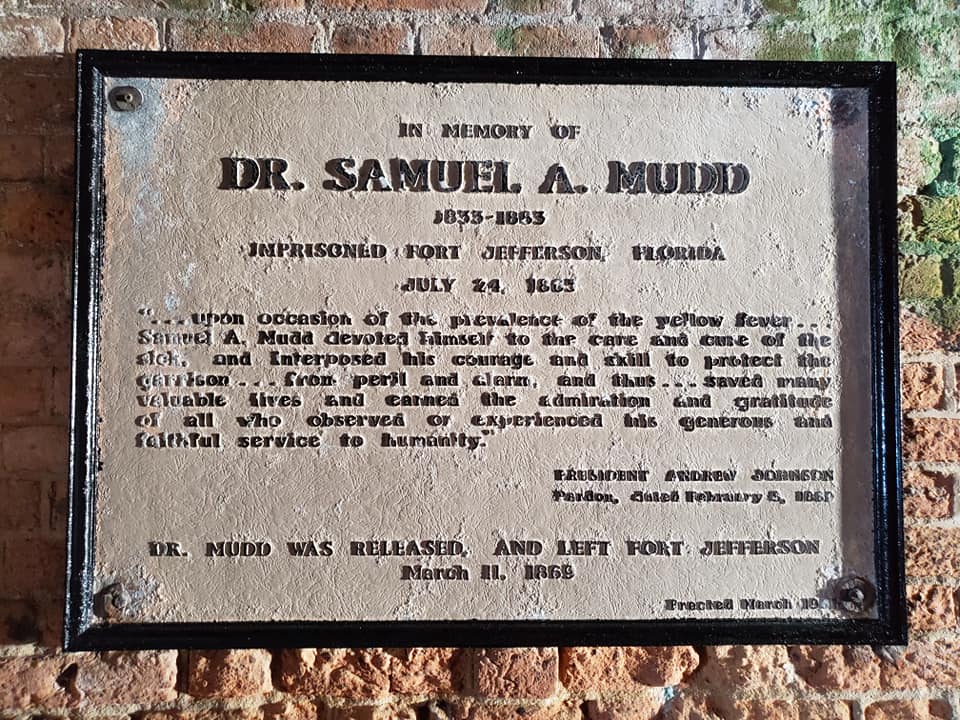 IN MEMORY OF
DR. SAMUEL A. MUDD
1833-1883
IMPRISONED FORT JEFFERSON, FLORIDA
JULY 24, 1865
"...upon occasion of the prevalence of the yellow fever...
Samuel A. Mudd devoted himself to the care and cure of the
sick, and interposed his courage and skill to protect the
garrison... from peril and alarm, and thus... saved many
valuable lives and earned the admiration and gratitude
of all who observed or experienced his generous and
faithful service to humanity."
PRESIDENT ANDREW JOHNSON
Pardon, dated February 8, 1869
DR. MUDD WAS RELEASED, AND LEFT FORT JEFFERSON
March 11, 1869
Erected March